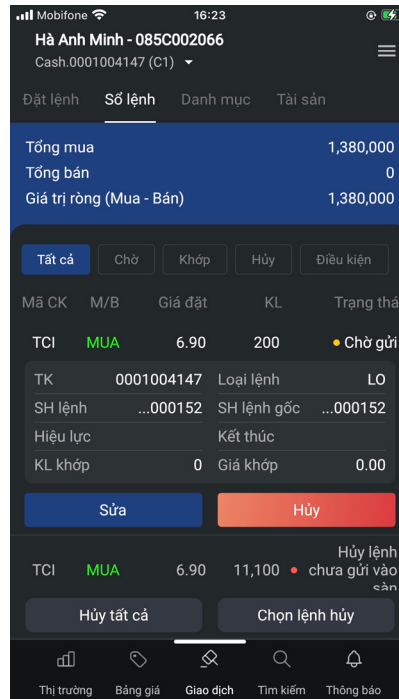 Mobifone 16:23
Hà Anh Minh - 085C002066
Cash.0001004147 (C1)
Đặt lệnh Sổ lệnh Danh mục Tài sản
Tổng mua 1,380,000
Tổng bán 0
Giá trị ròng (Mua - Bán) 1,380,000
Tất cả Chờ Khớp Hủy Điều kiện
Mã CK M/B Giá đặt KL Trạng thá
TCI MUA 6.90 200 Chờ gửi
TK 0001004147 Loại lệnh LO
SH lệnh ...000152 SH lệnh gốc ...000152
Hiệu lực Kết thúc
KL khớp 0 Giá khớp 0.00
Sửa Hủy
Hủy lệnh
TCI MUA 6.90 11,100 chưa gửi vào
sàn
Hủy tất cả Chọn lệnh hủy
Thị trường Bảng giá Giao dịch Tìm kiếm Thông báo